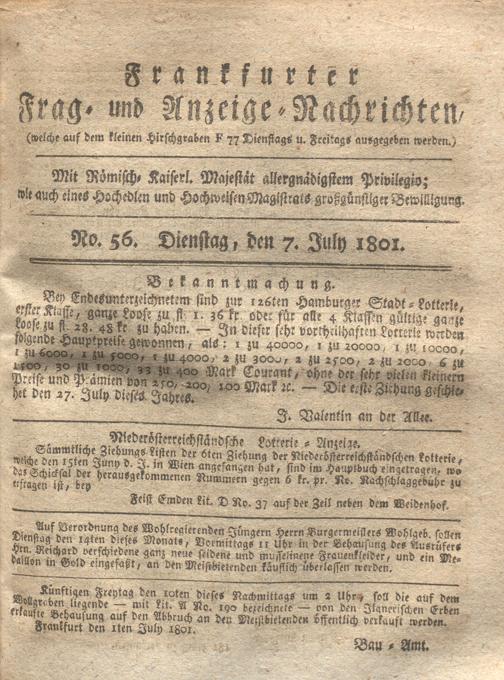 Frankfurter
Frag- und Anzeige-Nachrichten,
(welche auf dem kleinen Hirschgraben F 77 Dienstags u. Freitags ausgegeben werden.)
Mit Römisch-Kaiserl. Majestät allergnädigstem Privilegio;
wie auch eines Hochedlen und Hochweisen Magistrats großgünstiger Bewilligung.
No. 56. Dienstag, den 7. July 1801.
Bekanntmachung.
Bey Endesunterzeichnetem sind zur 126ten Hamburger Stadt-Lotterie,
erster Klasse, ganze Loose zu fl. 1. 36 kr. oder für alle 4 Klassen gültige ganze
Loose zu fl. 28. 48 kr. zu haben. — In dieser sehr vortheilhaften Lotterie werden
folgende Hauptpreise gewonnen, als: 1 zu 40000, 1 zu 20000, 1 zu 10000,
1 zu 6000, 1 zu 5000, 1 zu 4000, 2 zu 3000, 2 zu 2500, 2 zu 2000, 6 zu
1500, 30 zu 1000, 33 zu 400 Mark Courant, ohne der sehr vielen kleinern
Preise und Prämien von 250, 200, 100 Mark ꝛc. — Die erste Ziehung geschie-
het den 27. July dieses Jahres.
J. Valentin an der Allee.
Niederösterreichständsche Lotterie-Anzeige.
Sämmtliche Ziehungs-Listen der 6ten Ziehung der Niederösterreichständschen Lotterie,
welche den 15ten Juny d. J. in Wien angefangen hat, sind im Hauptbuch eingetragen, wo
das Schicksal der herausgekommenen Nummern gegen 6 kr. pr. No. Nachschlaggebühr zu
erfragen ist, bey
Feist Emden Lit. D No. 37 auf der Zeil neben dem Weidenhof.
Auf Verordnung des Wohlregierenden Jüngern Herrn Burgermeisters Wohlgeb. sollen
Dienstag den 14ten dieses Monats, Vormittags 11 Uhr in der Behausung des Ausrüfers
Hrn. Reichard verschiedene ganz neue seidene und musseinene Frauenkleider, und ein Me-
daillon in Gold eingefaßt, an den Meistbietenden käuflich überlassen werden.
Künftigen Freytag den 10ten dieses Nachmittags um 2 Uhr, soll die auf dem
Wollgraben liegende — mit Lit. A No. 190 bezeichnete — von den Isanerischen Erben
erkaufte Behausung auf den Abbruch an den Meistbietenden öffentlich verkauft werden.
Frankfurt den 1ten July 1801.
Bau-Amt.